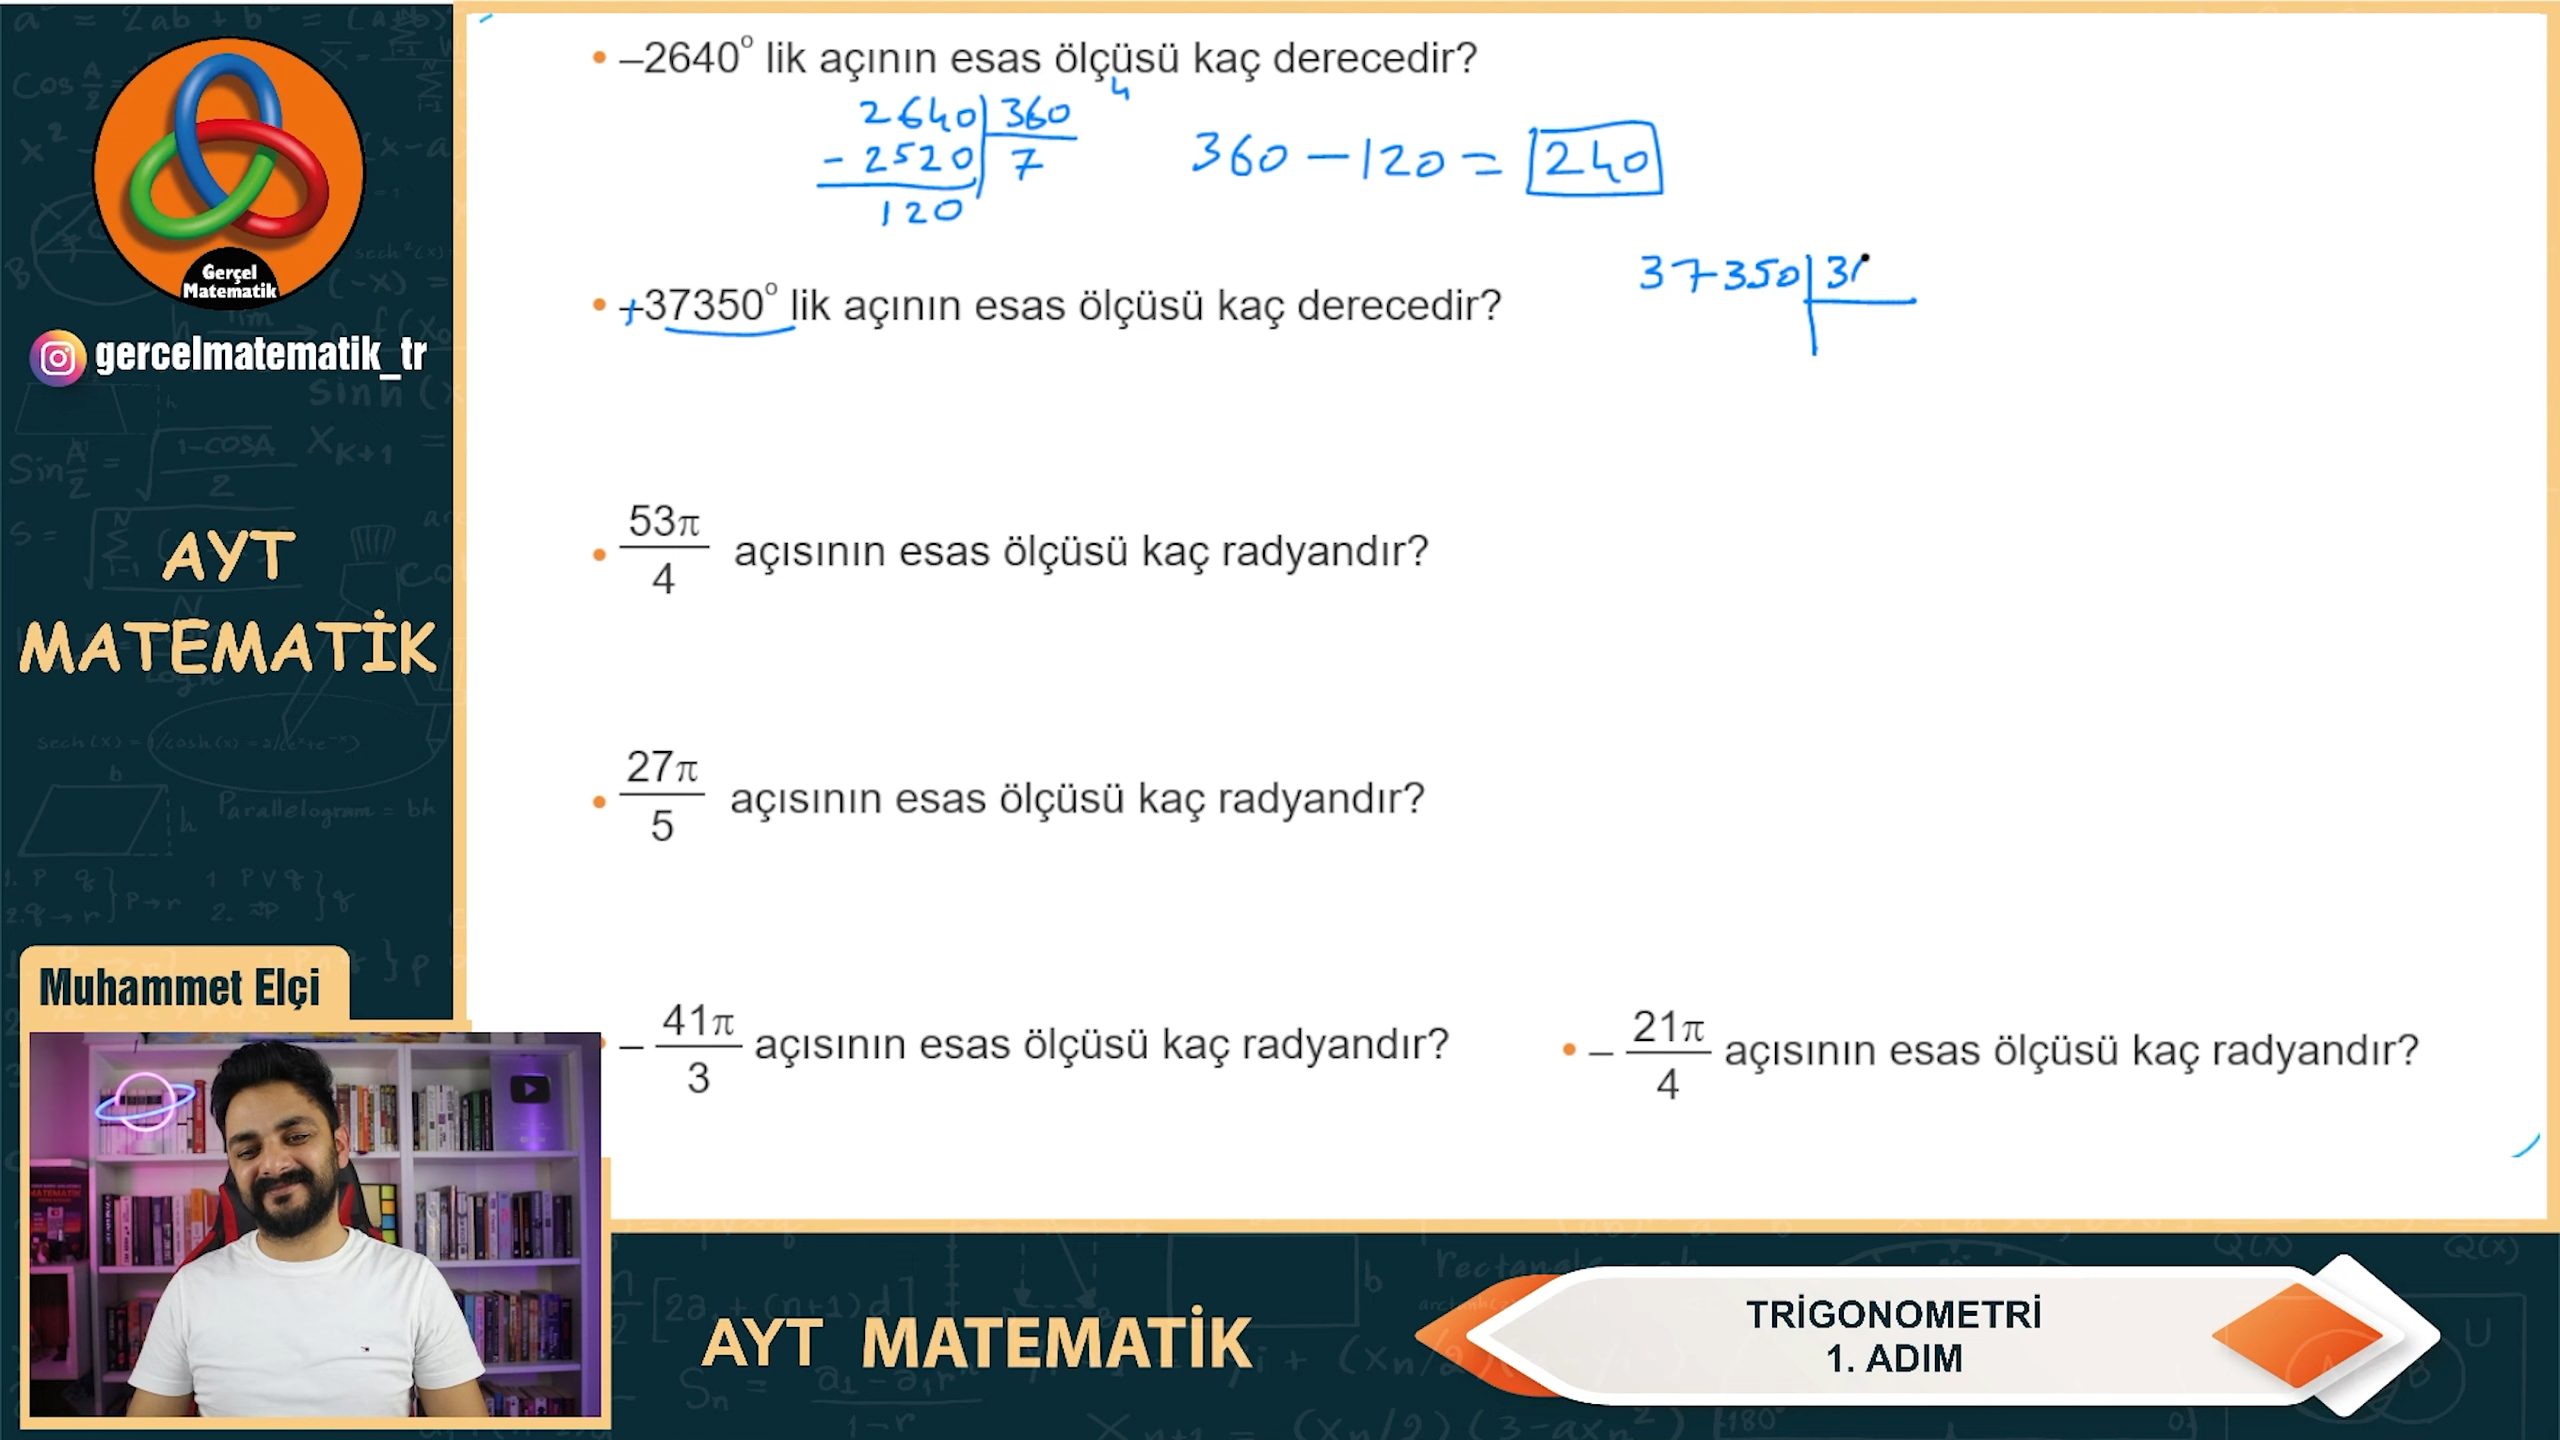 Gerçel
Matematik
gercelmatematik_tr
AYT
MATEMATİK
Muhammet Elçi
• –2640° lik açının esas ölçüsü kaç derecedir?
2640 | 360
- 2520 7
120
360 – 120 = 240
• +37350° lik açının esas ölçüsü kaç derecedir?
37350 | 3
• 53π/4 açısının esas ölçüsü kaç radyandır?
• 27π/5 açısının esas ölçüsü kaç radyandır?
– 41π/3 açısının esas ölçüsü kaç radyandır?
• – 21π/4 açısının esas ölçüsü kaç radyandır?
AYT MATEMATİK
TRİGONOMETRİ
1. ADIM